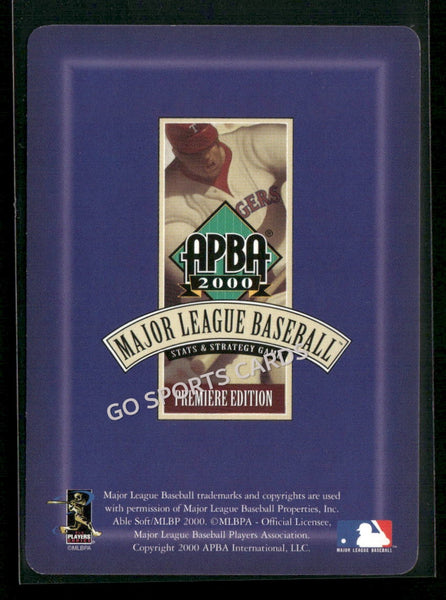 T
GERS
APBA®
2000
MAJOR LEAGUE BASEBALL™
STATS & STRATEGY GAME
GO SPORTS CARDS
PREMIERE EDITION
Major League Baseball trademarks and copyrights are used
with permission of Major League Baseball Properties, Inc.
Able Soft/MLBP 2000. ©MLBPA - Official Licensee,
Major League Baseball Players Association.
Copyright 2000 APBA International, LLC.
PLAYERS
©MLBPA
MAJOR LEAGUE BASEBALL